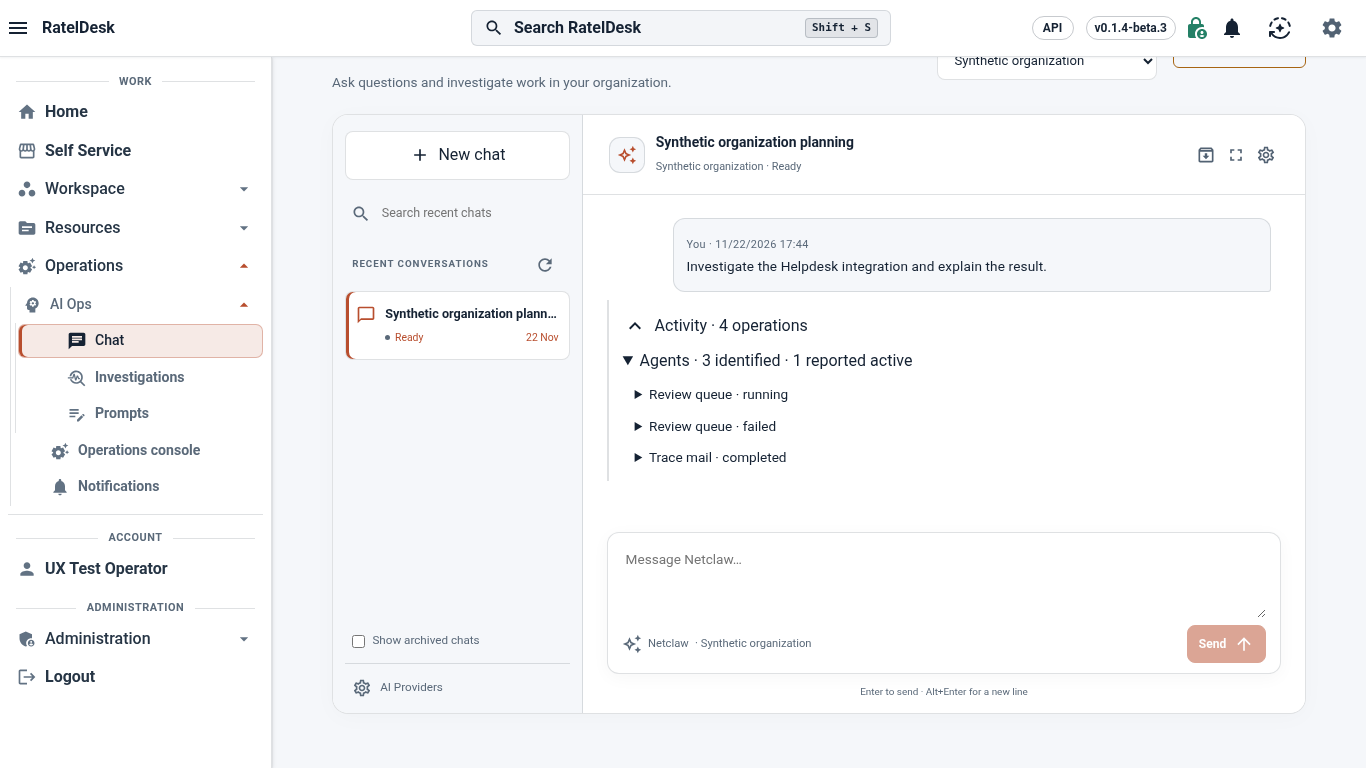 RatelDesk
Search RatelDesk
Shift + S
API
v0.1.4-beta.3
WORK
Home
Self Service
Workspace
Resources
Operations
AI Ops
Chat
Investigations
Prompts
Operations console
Notifications
ACCOUNT
UX Test Operator
ADMINISTRATION
Administration
Logout
Ask questions and investigate work in your organization.
Synthetic organization
New chat
Search recent chats
RECENT CONVERSATIONS
Synthetic organization plann...
Ready
22 Nov
Show archived chats
AI Providers
Synthetic organization planning
Synthetic organization · Ready
You · 11/22/2026 17:44
Investigate the Helpdesk integration and explain the result.
Activity · 4 operations
Agents · 3 identified · 1 reported active
Review queue · running
Review queue · failed
Trace mail · completed
Message Netclaw...
Netclaw · Synthetic organization
Send
Enter to send · Alt+Enter for a new line